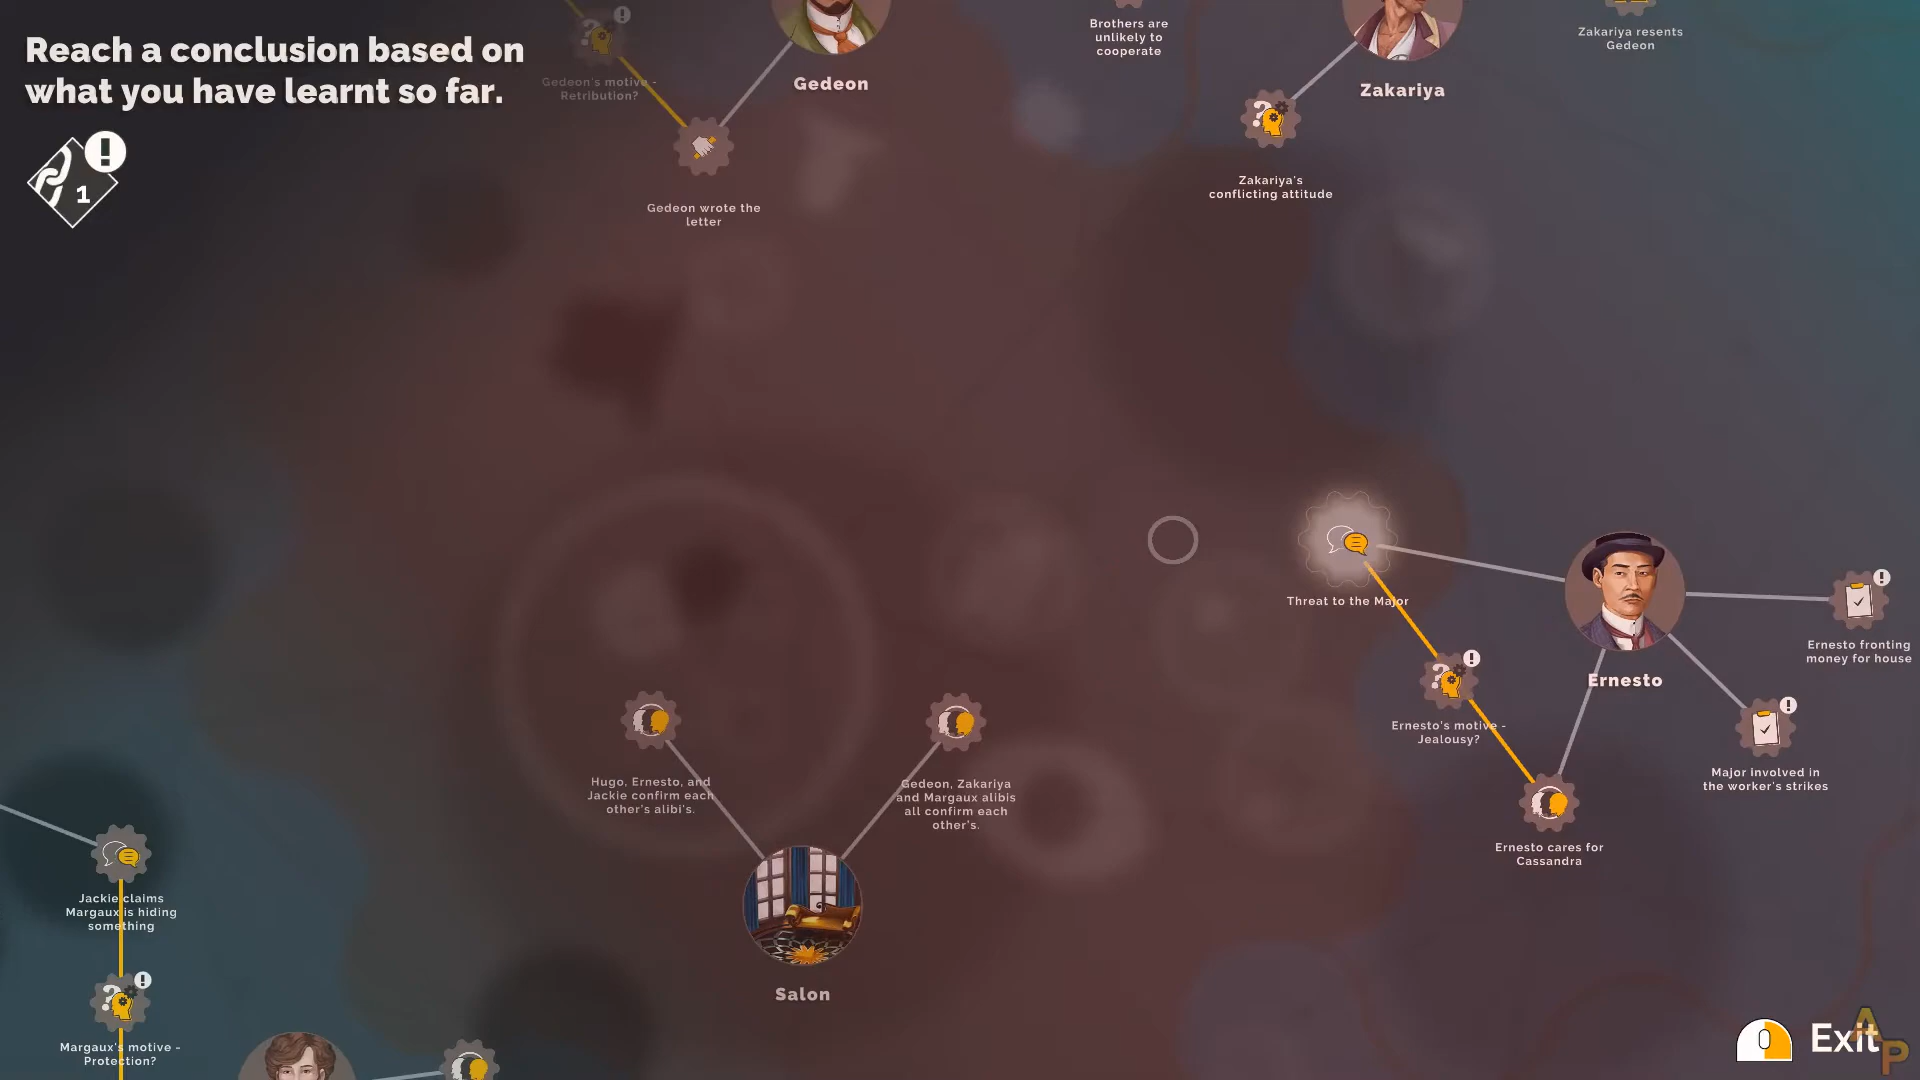 Reach a conclusion based on
what you have learnt so far.
1
Gedeon's motive -
Retribution?
Gedeon
Gedeon wrote the
letter
Brothers are
unlikely to
cooperate
Zakariya
Zakariya's
conflicting attitude
Zakariya resents
Gedeon
Threat to the Major
Ernesto
Ernesto fronting
money for house
Ernesto's motive -
Jealousy?
Major involved in
the worker's strikes
Ernesto cares for
Cassandra
Hugo, Ernesto, and
Jackie confirm each
other's alibi's.
Gedeon, Zakariya
and Margaux alibis
all confirm each
other's.
Salon
Jackie claims
Margaux is hiding
something
Margaux's motive -
Protection?
Exit
AP